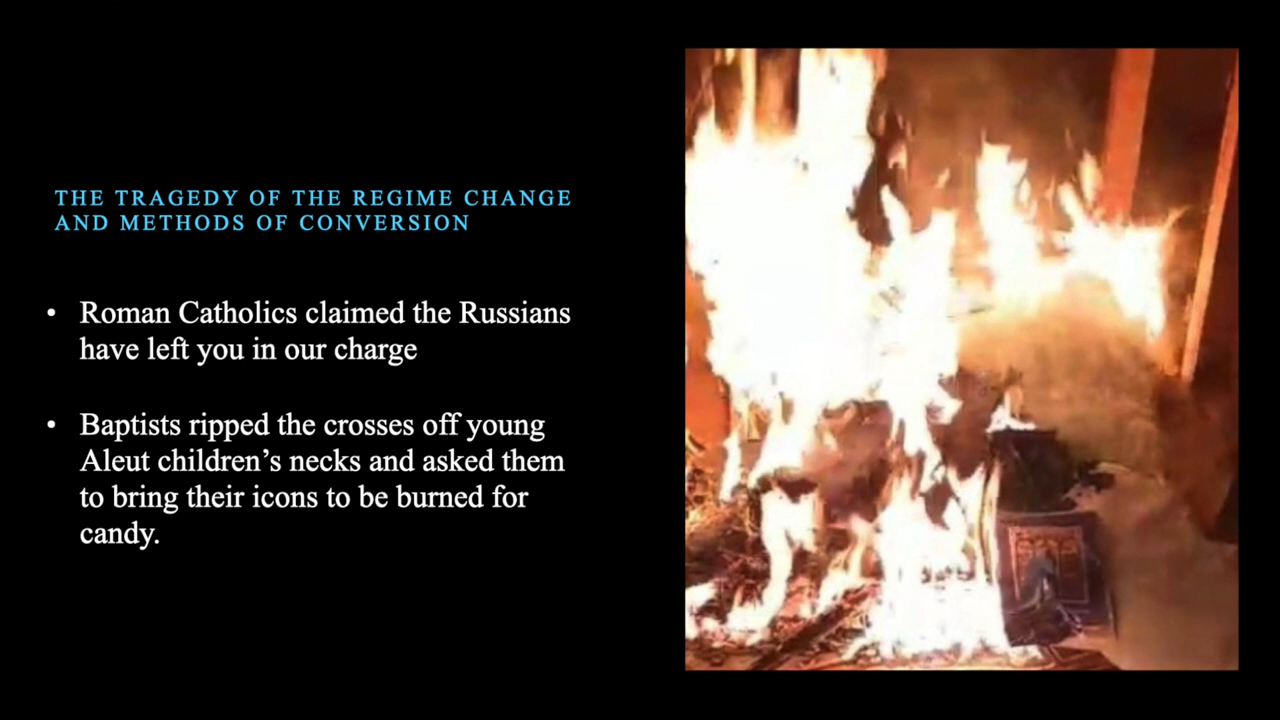 THE TRAGEDY OF THE REGIME CHANGE
AND METHODS OF CONVERSION
• Roman Catholics claimed the Russians
have left you in our charge
• Baptists ripped the crosses off young
Aleut children’s necks and asked them
to bring their icons to be burned for
candy.